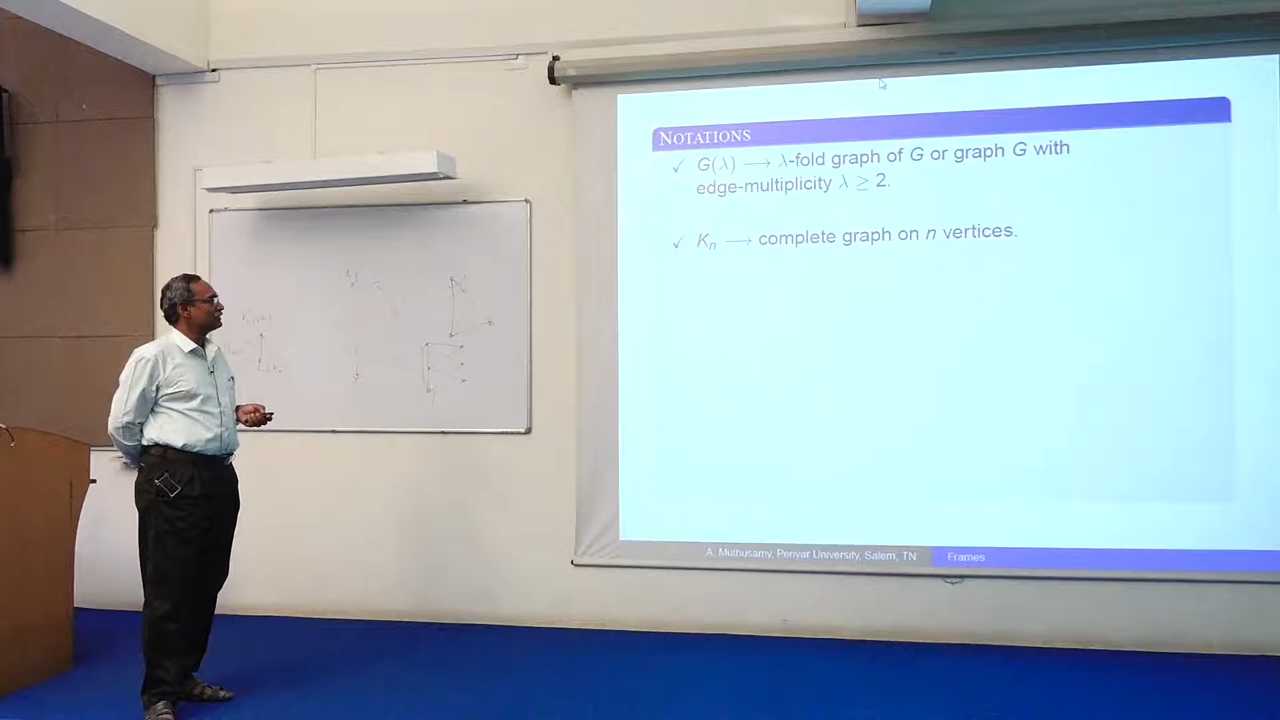 NOTATIONS
✓ G(λ) ⟶ λ-fold graph of G or graph G with
edge-multiplicity λ ≥ 2.
✓ Kₙ ⟶ complete graph on n vertices.
A. Muthusamy, Periyar University, Salem, TN
Frames